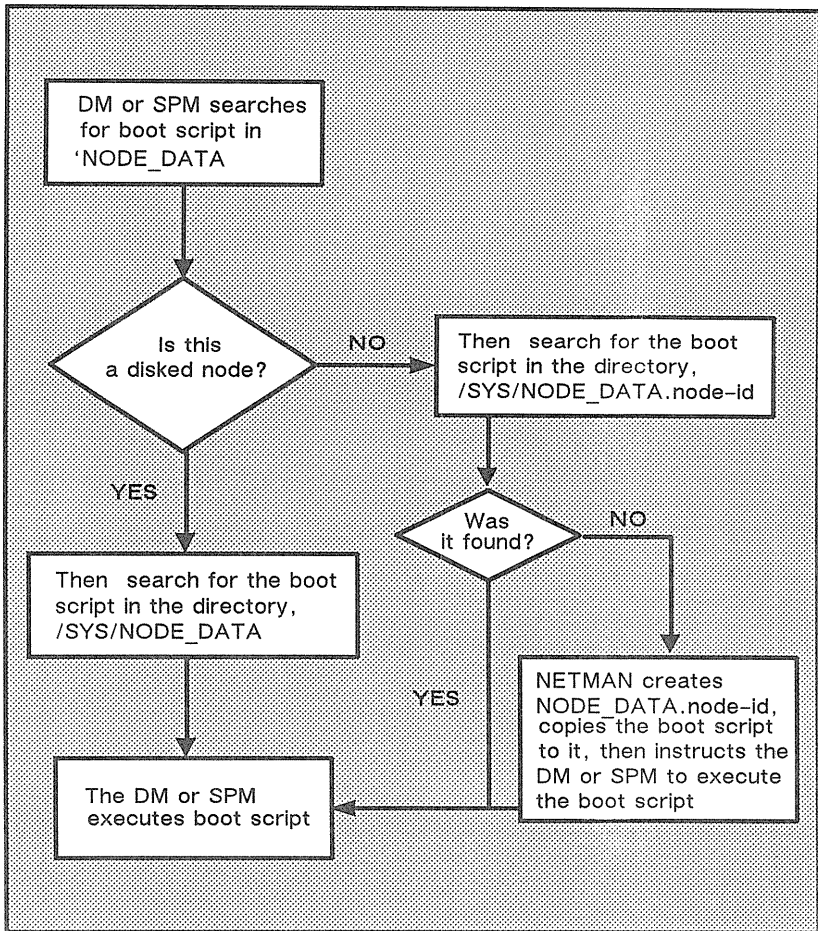 DM or SPM searches
for boot script in
‘NODE_DATA
Is this
a disked node?
NO
Then search for the boot
script in the directory,
/SYS/NODE_DATA.node-id
YES
Was
it found?
NO
Then search for the boot
script in the directory,
/SYS/NODE_DATA
YES
NETMAN creates
NODE_DATA.node-id,
copies the boot script
to it, then instructs the
DM or SPM to execute
the boot script
The DM or SPM
executes boot script